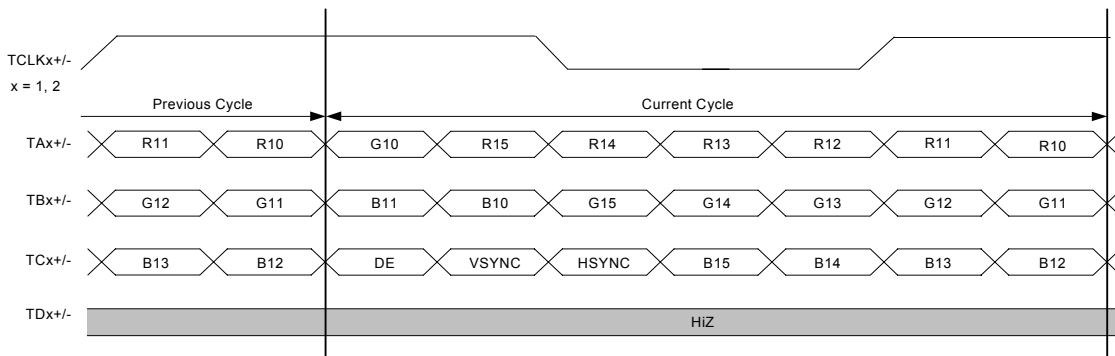 TCLKx+/-
x = 1, 2
Previous Cycle Current Cycle
TAx+/- R11 R10 G10 R15 R14 R13 R12 R11 R10
TBx+/- G12 G11 B11 B10 G15 G14 G13 G12 G11
TCx+/- B13 B12 DE VSYNC HSYNC B15 B14 B13 B12
TDx+/- HiZ